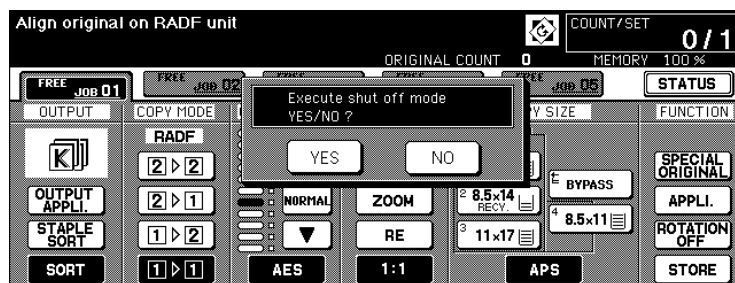 Align original on RADF unit
COUNT/SET
0/1
ORIGINAL COUNT 0 MEMORY 100 %
FREE JOB 01
FREE JOB 02
FREE JOB 05
STATUS
OUTPUT
COPY MODE
Y SIZE
FUNCTION
Execute shut off mode
YES/NO ?
YES
NO
RADF
2 2
SPECIAL
ORIGINAL
OUTPUT
APPLI.
2 1
NORMAL
ZOOM
2 8.5x14
RECY.
BYPASS
APPLI.
STAPLE
SORT
1 2
RE
3 11x17
4 8.5x11
ROTATION
OFF
SORT
1 1
AES
1:1
APS
STORE